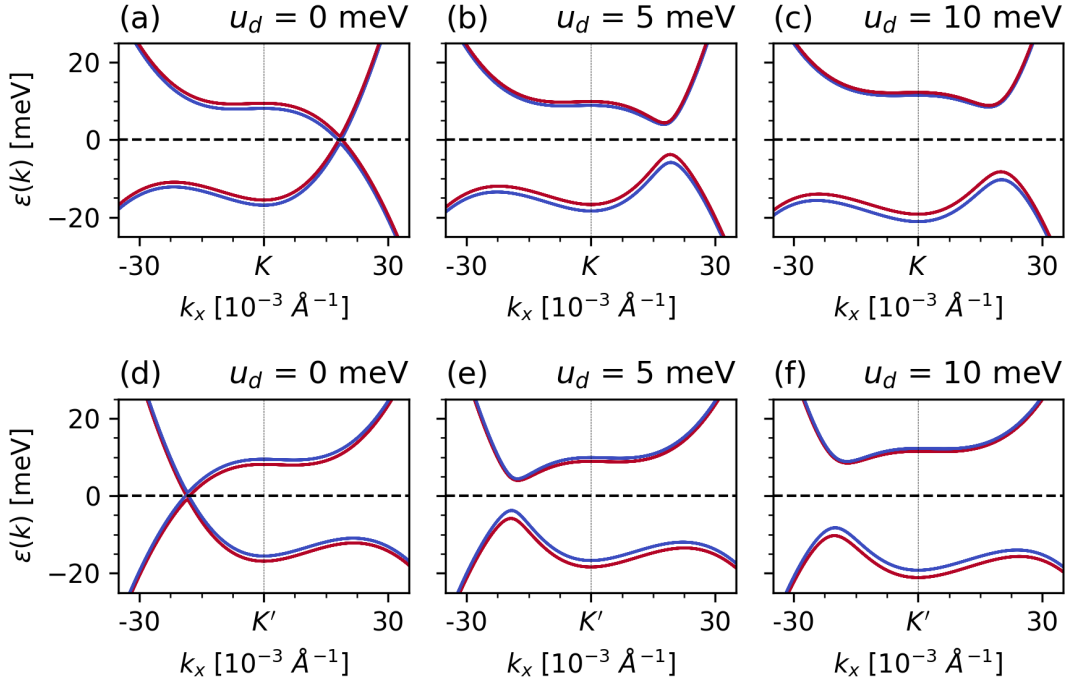 (a) u_d = 0 meV
(b) u_d = 5 meV
(c) u_d = 10 meV
ε(k) [meV]
20
0
−20
-30 K 30
-30 K 30
-30 K 30
k_x [10⁻³ Å⁻¹]
k_x [10⁻³ Å⁻¹]
k_x [10⁻³ Å⁻¹]
(d) u_d = 0 meV
(e) u_d = 5 meV
(f) u_d = 10 meV
ε(k) [meV]
20
0
−20
-30 K′ 30
-30 K′ 30
-30 K′ 30
k_x [10⁻³ Å⁻¹]
k_x [10⁻³ Å⁻¹]
k_x [10⁻³ Å⁻¹]